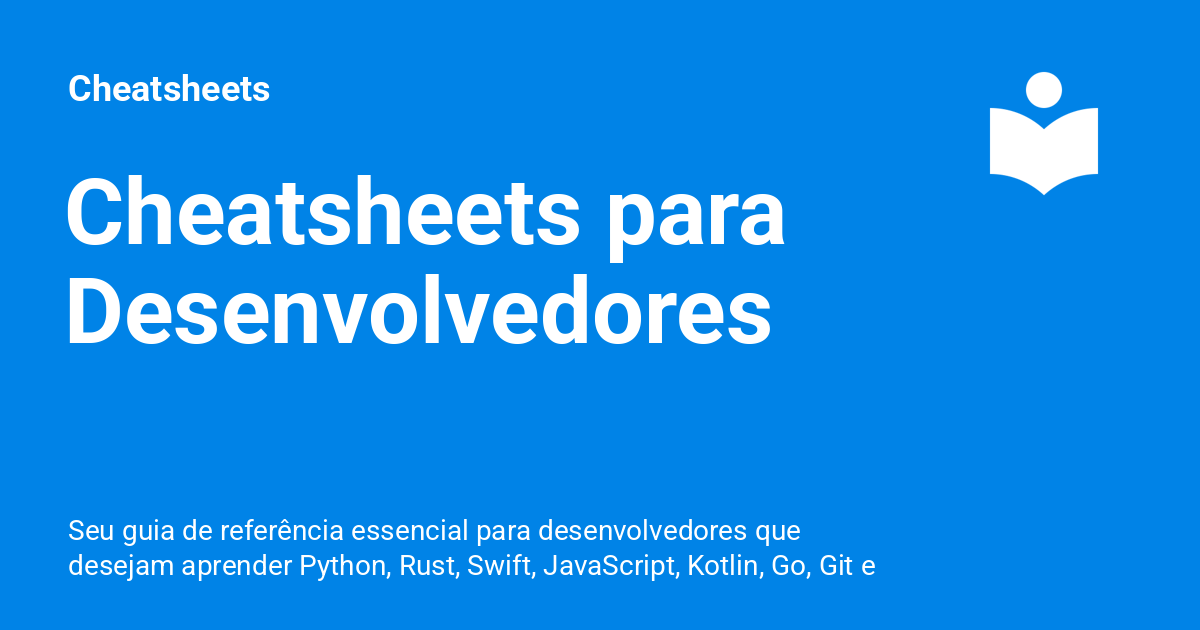 Cheatsheets
Cheatsheets para
Desenvolvedores
Seu guia de referência essencial para desenvolvedores que
desejam aprender Python, Rust, Swift, JavaScript, Kotlin, Go, Git e